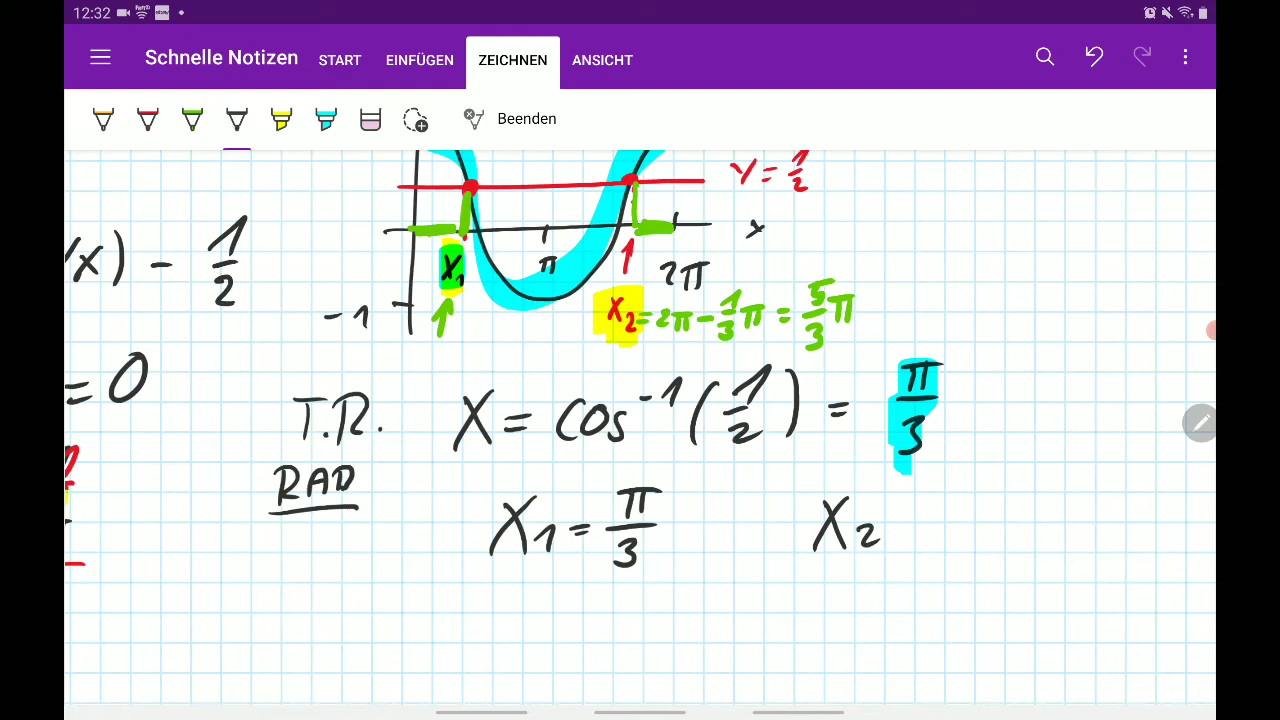 12:32
Schnelle Notizen START EINFÜGEN ZEICHNEN ANSICHT
Beenden
y = 1/2
x) - 1/2
x
X1
π
2π
-1
X2 = 2π - 1/3 π = 5/3 π
= 0
T.R. X = cos^-1 (1/2) = π/3
RAD
X1 = π/3 X2